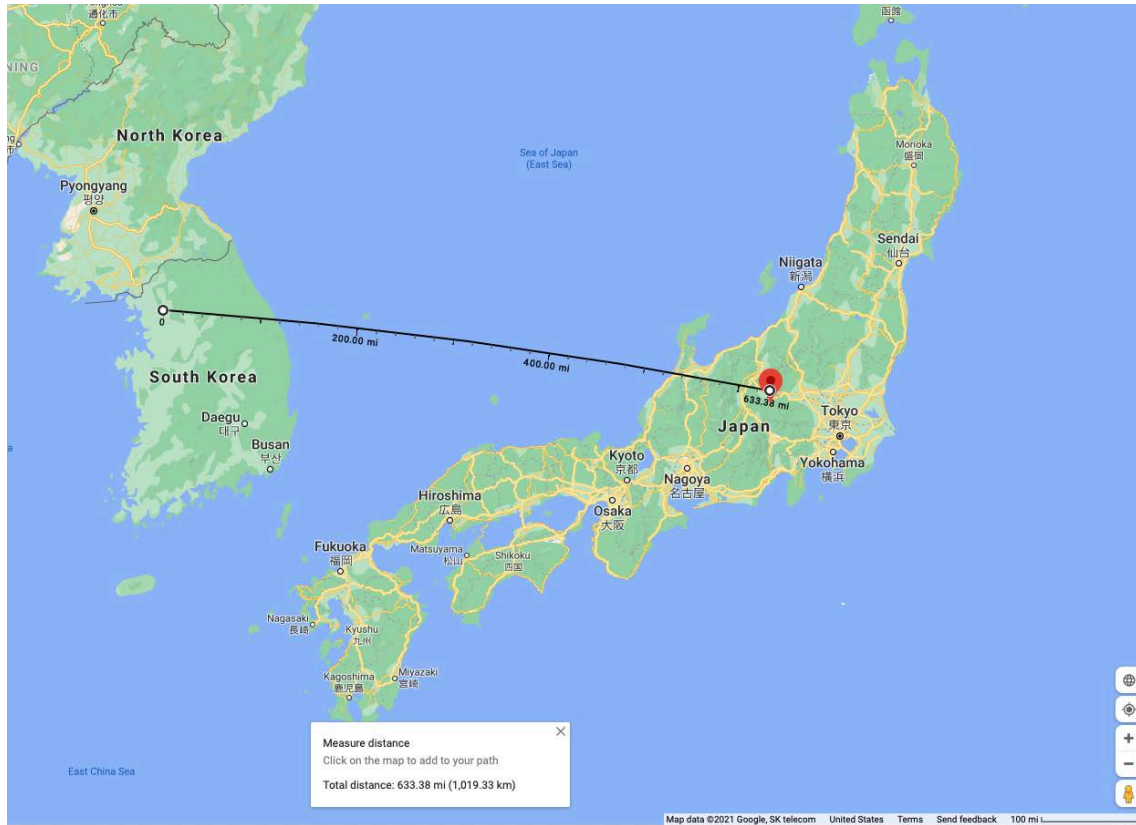 通化市
函館
NING
North Korea
Sea of Japan
(East Sea)
Morioka
盛岡
Pyongyang
평양
Sendai
仙台
Niigata
新潟
0
200.00 mi
400.00 mi
633.38 mi
South Korea
Daegu
대구
Busan
부산
Japan
Tokyo
東京
Kyoto
京都
Nagoya
名古屋
Yokohama
横浜
Hiroshima
広島
Osaka
大阪
Matsuyama
松山
Shikoku
四国
Fukuoka
福岡
Nagasaki
長崎
Kyushu
九州
Kagoshima
鹿児島
Miyazaki
宮崎
Measure distance
Click on the map to add to your path
Total distance: 633.38 mi (1,019.33 km)
East China Sea
Map data ©2021 Google, SK telecom United States Terms Send feedback 100 mi